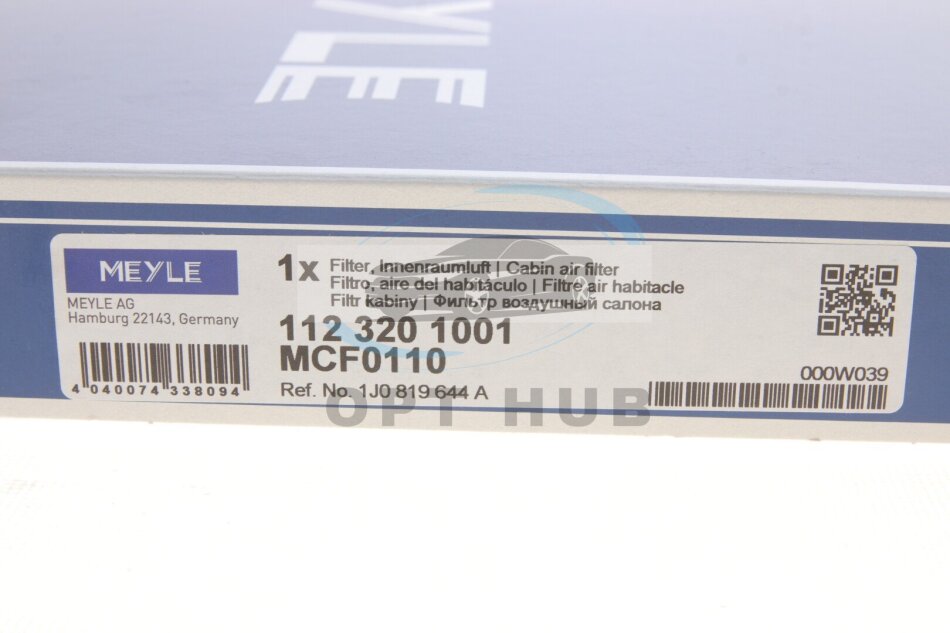 YLE
MEYLE
MEYLE AG
Hamburg 22143, Germany
4 040074 338094
1x
Filter, Innenraumluft | Cabin air filter
Filtro, aire del habitáculo | Filtre air habitacle
Filtr kabiny | Фильтр воздушный салона
112 320 1001
MCF0110
Ref. No. 1J0 819 644 A
000W039
OPT HUB